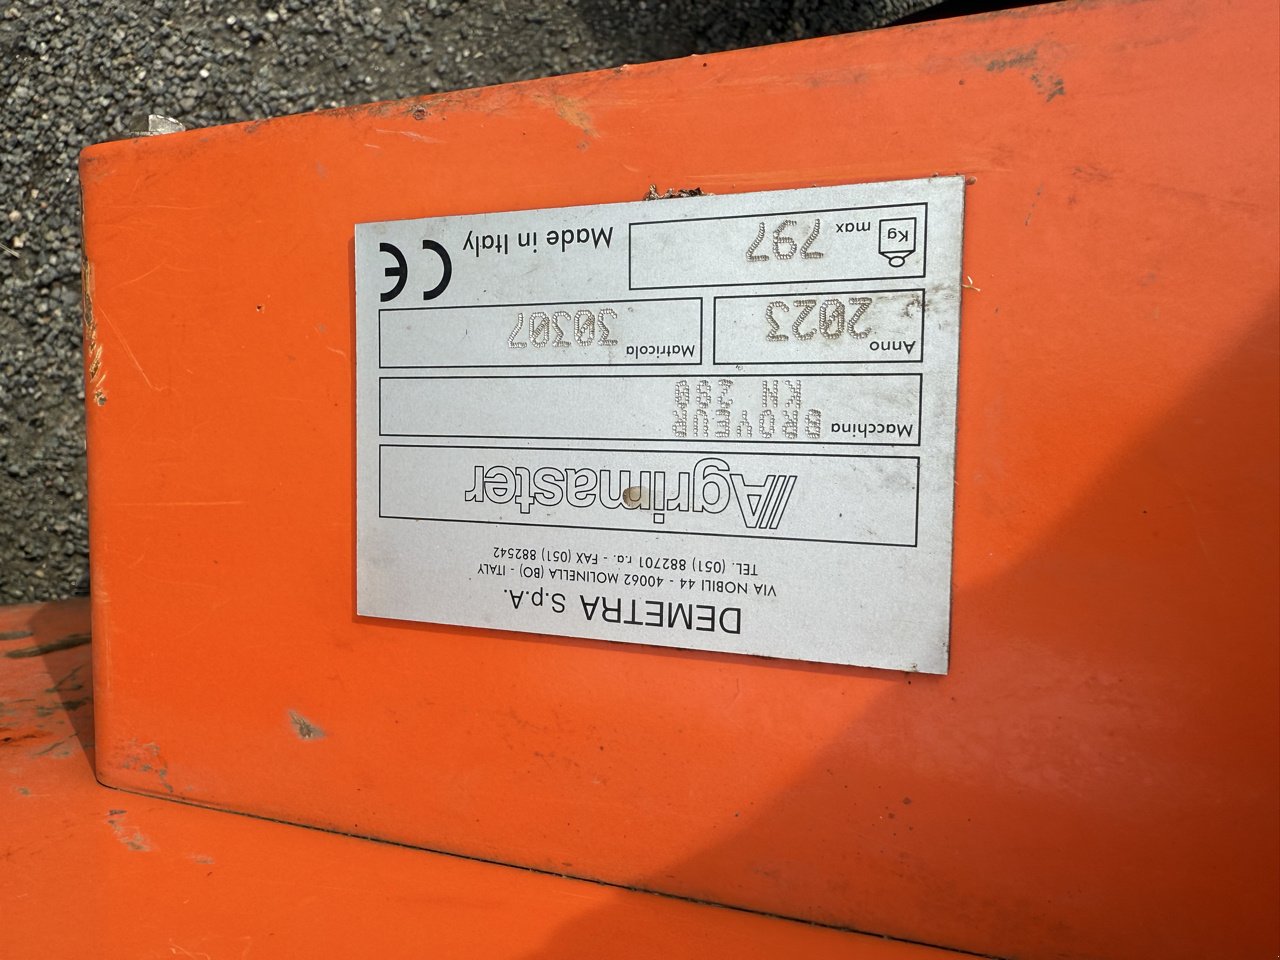 DEMETRA S.p.A.
VIA NOBILI 44 - 40062 MOLINELLA (BO) - ITALY
TEL. (051) 882701 r.a. - FAX (051) 882542
Agrimaster
Macchina BROYEUR
KN 280
Anno 2023 Matricola 30307
Kg max 797 Made in Italy CE